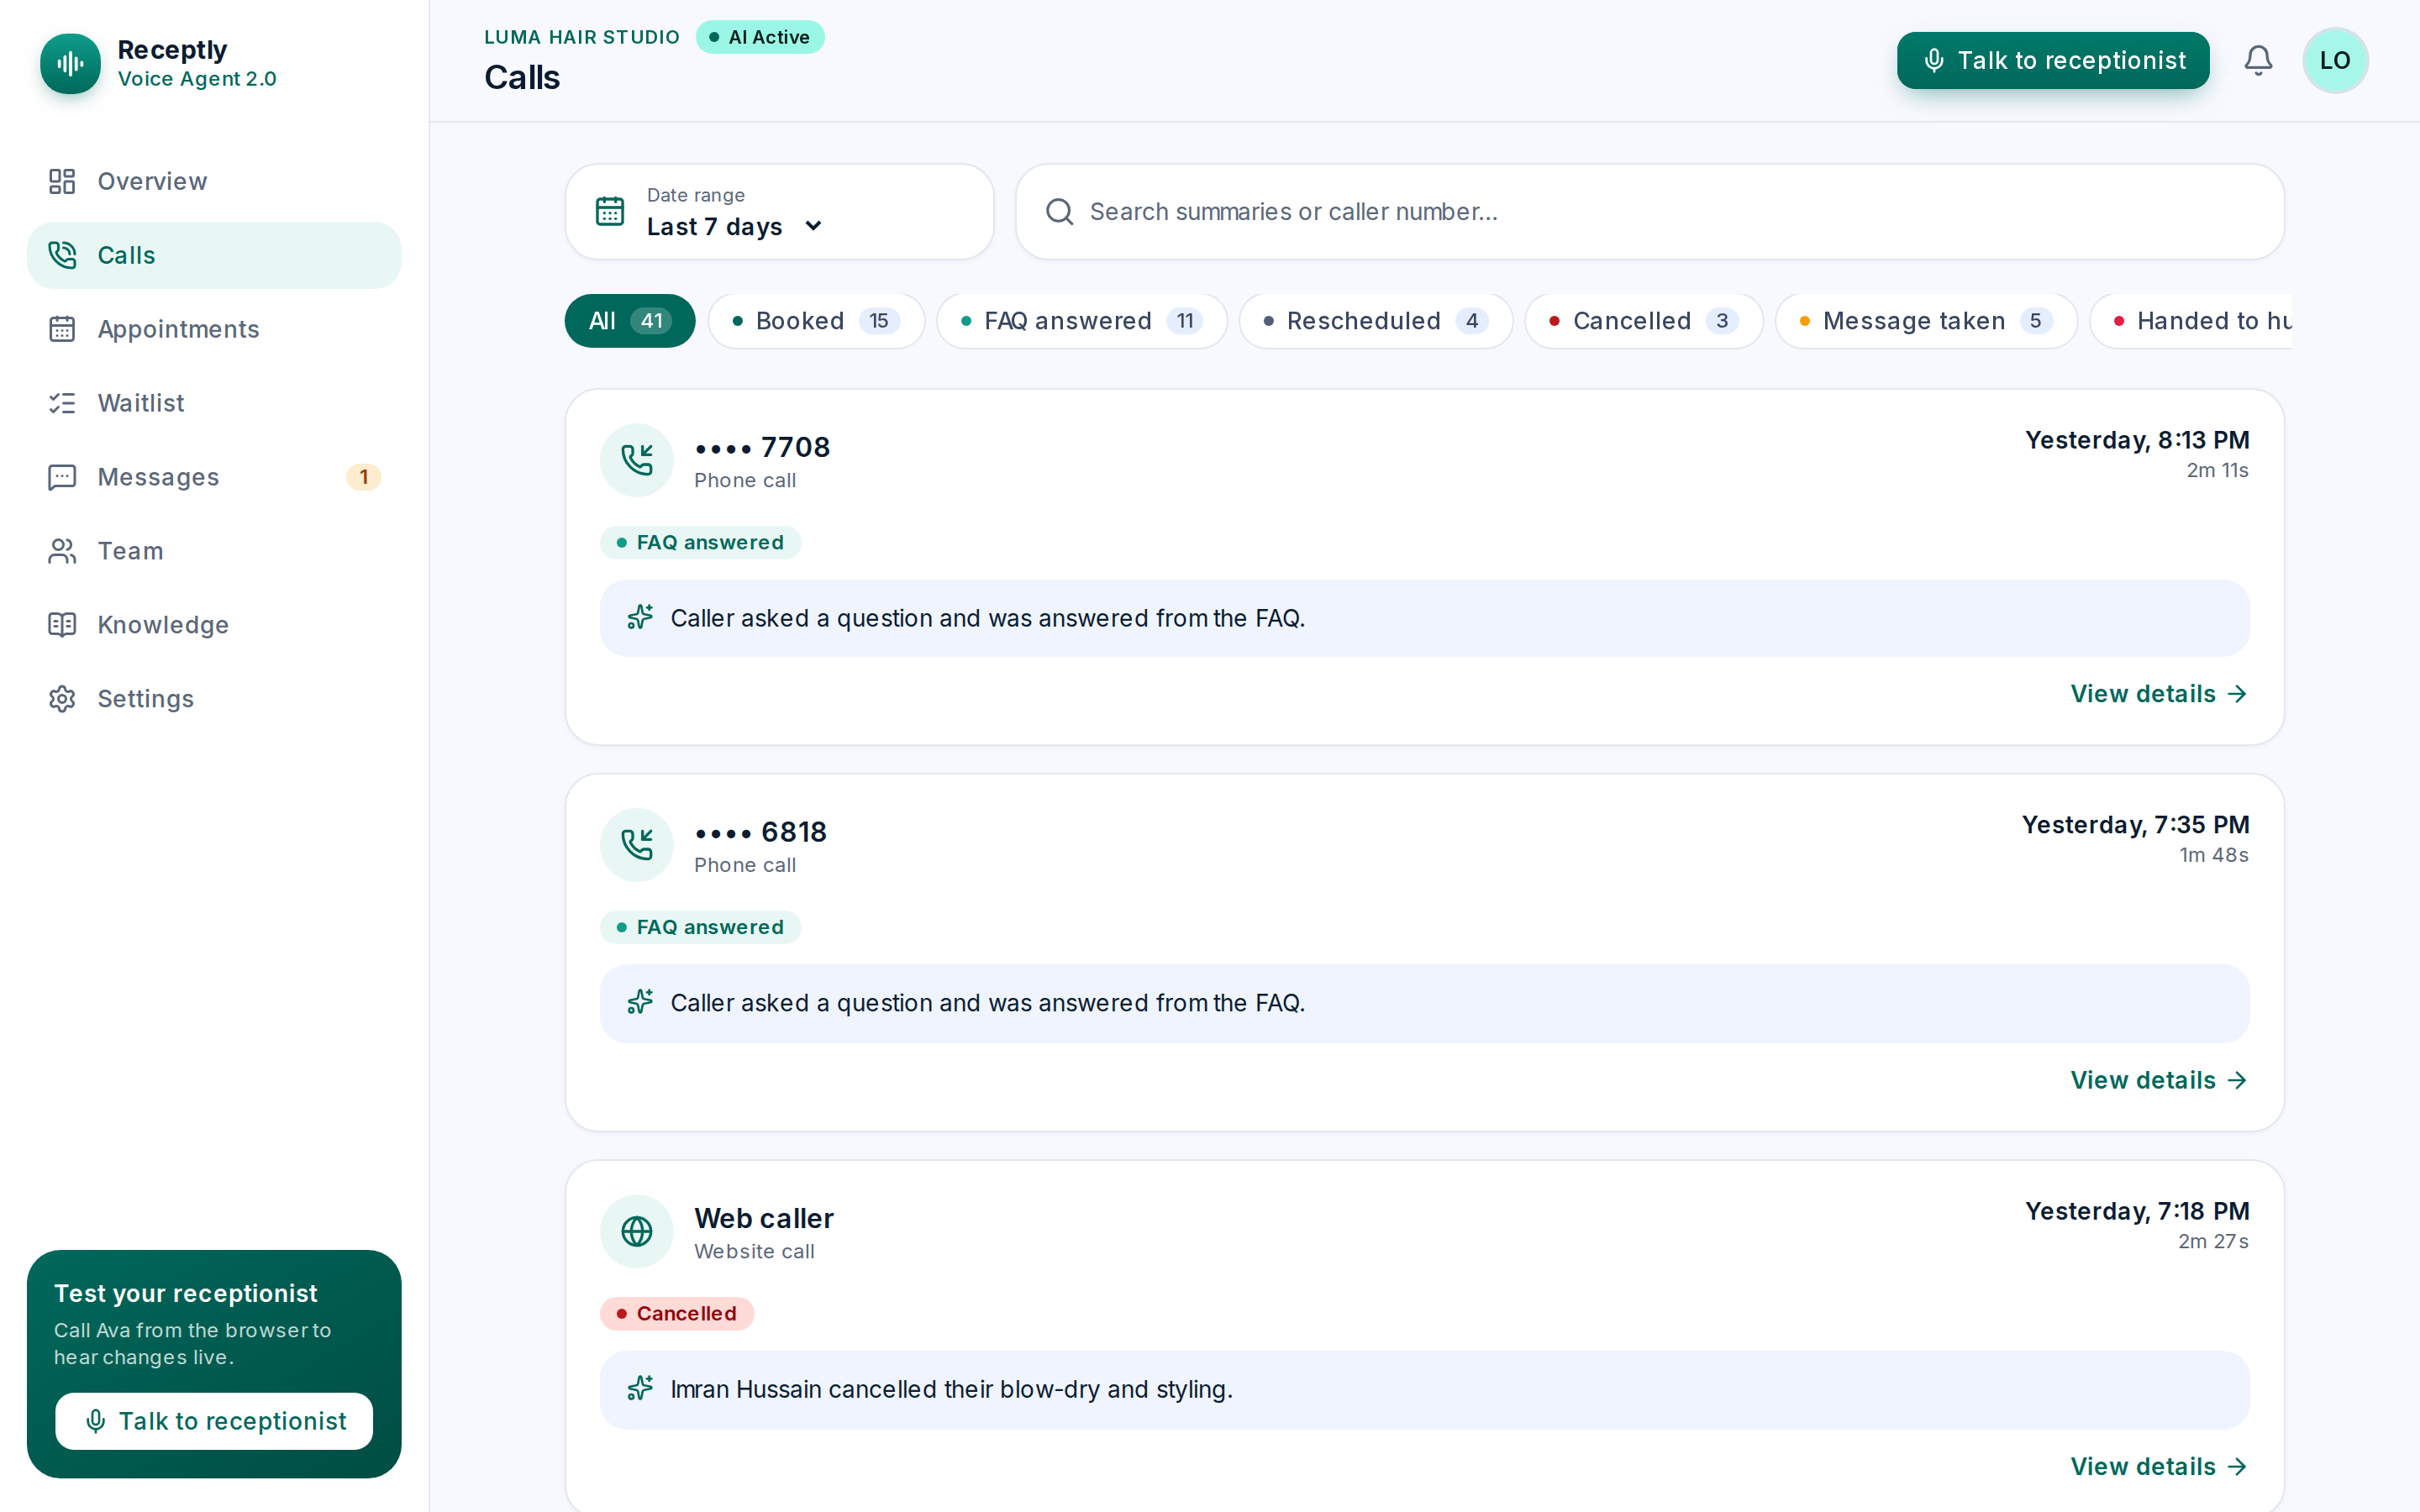 Receptly
Voice Agent 2.0
Overview
Calls
Appointments
Waitlist
Messages 1
Team
Knowledge
Settings
Test your receptionist
Call Ava from the browser to
hear changes live.
Talk to receptionist
LUMA HAIR STUDIO AI Active
Calls
Talk to receptionist
LO
Date range
Last 7 days
Search summaries or caller number...
All 41 Booked 15 FAQ answered 11 Rescheduled 4 Cancelled 3 Message taken 5 Handed to hu
•••• 7708
Phone call
Yesterday, 8:13 PM
2m 11s
FAQ answered
Caller asked a question and was answered from the FAQ.
View details
•••• 6818
Phone call
Yesterday, 7:35 PM
1m 48s
FAQ answered
Caller asked a question and was answered from the FAQ.
View details
Web caller
Website call
Yesterday, 7:18 PM
2m 27s
Cancelled
Imran Hussain cancelled their blow-dry and styling.
View details